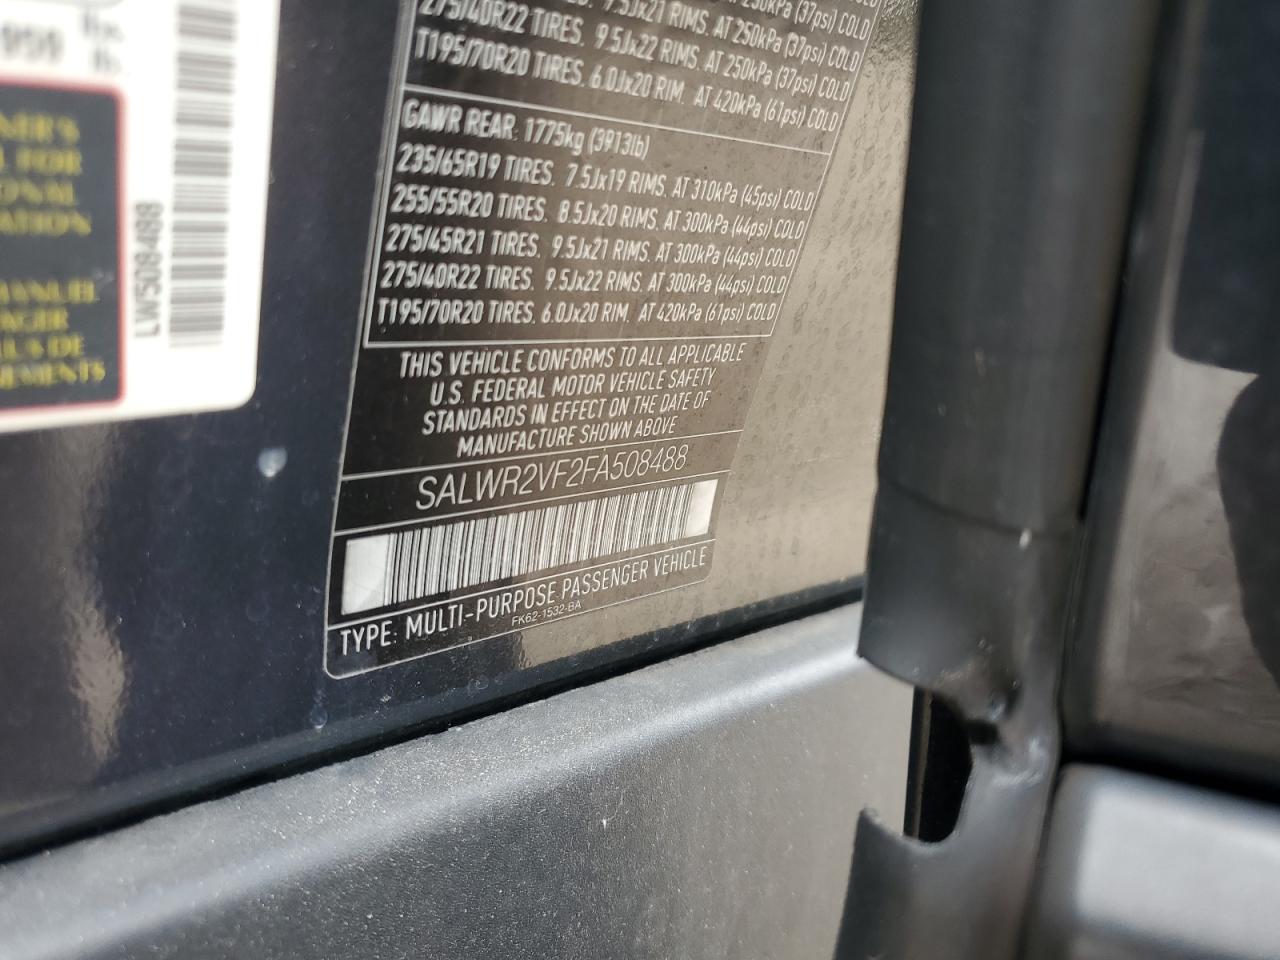 959
LW508488
275/40R22 TIRES. 9.5Jx22 RIMS. AT 250kPa (37psi) COLD
T195/70R20 TIRES. 6.0Jx20 RIM. AT 420kPa (61psi) COLD
GAWR REAR: 1775kg (3913lb)
235/65R19 TIRES. 7.5Jx19 RIMS. AT 310kPa (45psi) COLD
255/55R20 TIRES. 8.5Jx20 RIMS. AT 300kPa (44psi) COLD
275/45R21 TIRES. 9.5Jx21 RIMS. AT 300kPa (44psi) COLD
275/40R22 TIRES. 9.5Jx22 RIMS. AT 300kPa (44psi) COLD
T195/70R20 TIRES. 6.0Jx20 RIM. AT 420kPa (61psi) COLD
THIS VEHICLE CONFORMS TO ALL APPLICABLE
U.S. FEDERAL MOTOR VEHICLE SAFETY
STANDARDS IN EFFECT ON THE DATE OF
MANUFACTURE SHOWN ABOVE
SALWR2VF2FA508488
TYPE: MULTI-PURPOSE PASSENGER VEHICLE
FK62-1532-BA